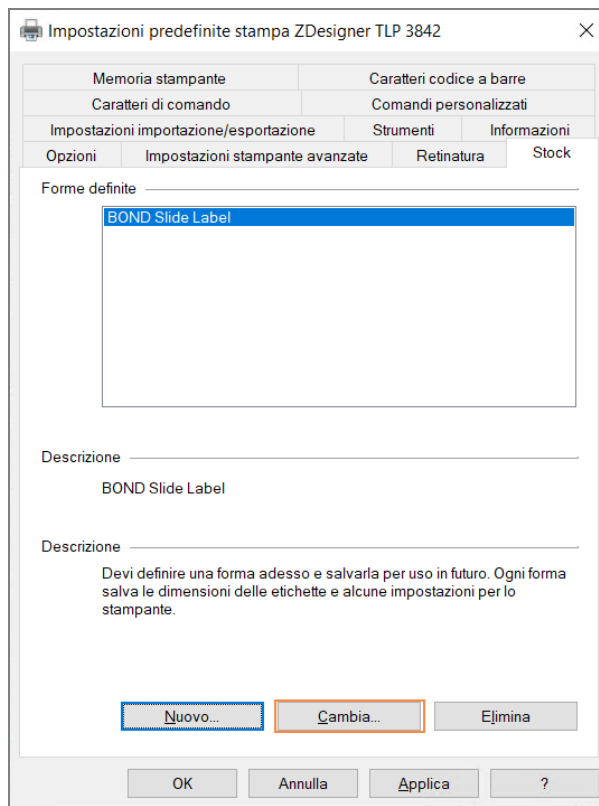 Impostazioni predefinite stampa ZDesigner TLP 3842
Memoria stampante
Caratteri codice a barre
Caratteri di comando
Comandi personalizzati
Impostazioni importazione/esportazione
Strumenti
Informazioni
Opzioni
Impostazioni stampante avanzate
Retinatura
Stock
Forme definite
BOND Slide Label
Descrizione
BOND Slide Label
Descrizione
Devi definire una forma adesso e salvarla per uso in futuro. Ogni forma
salva le dimensioni delle etichette e alcune impostazioni per lo
stampante.
Nuovo...
Cambia...
Elimina
OK
Annulla
Applica
?